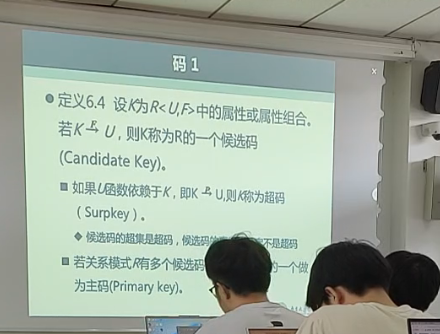 码 1
定义6.4 设K为R<U,F>中的属性或属性组合。
若K F→ U，则K称为R的一个候选码
(Candidate Key)。
如果U函数依赖于K，即K P→ U,则K称为超码
（Surpkey）。
候选码的超集是超码，候选码的 不是超码
若关系模式R有多个候选码 的一个做
为主码(Primary key)。